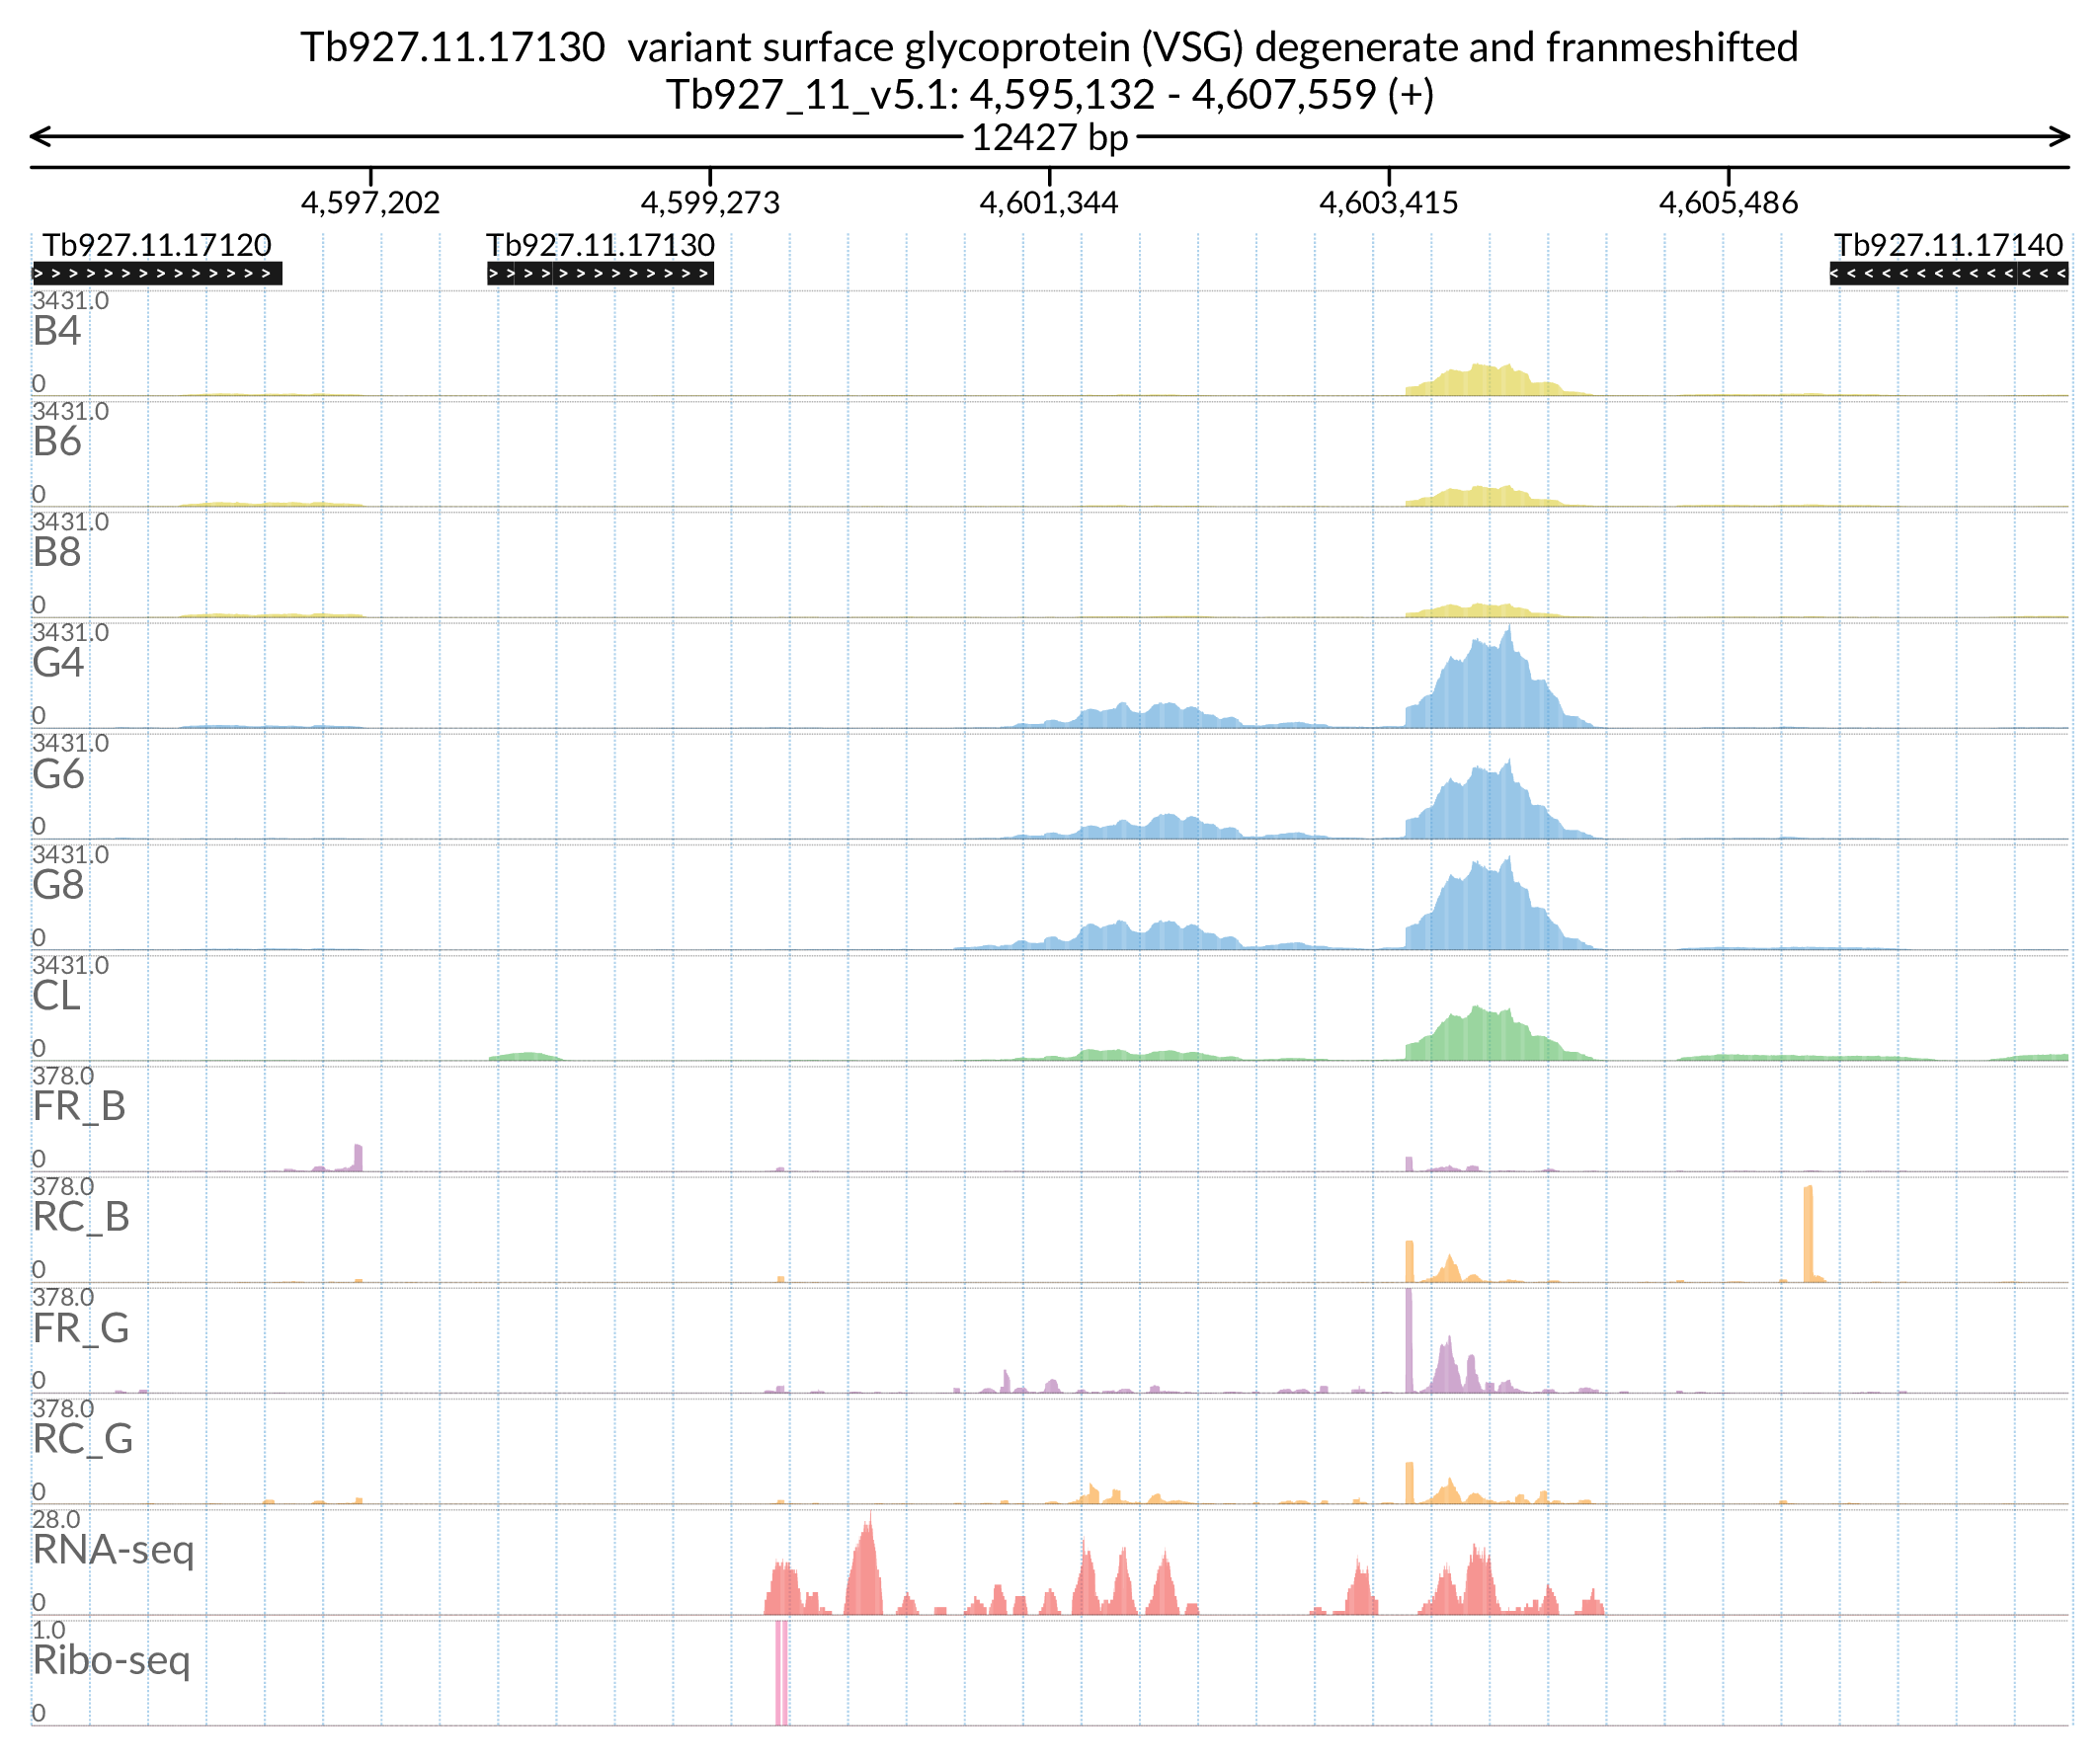 Tb927.11.17130 variant surface glycoprotein (VSG) degenerate and franmeshifted
Tb927_11_v5.1: 4,595,132 - 4,607,559 (+)
12427 bp
4,597,202 4,599,273 4,601,344 4,603,415 4,605,486
Tb927.11.17120 Tb927.11.17130 Tb927.11.17140
3431.0
B4
0
3431.0
B6
0
3431.0
B8
0
3431.0
G4
0
3431.0
G6
0
3431.0
G8
0
3431.0
CL
0
378.0
FR_B
0
378.0
RC_B
0
378.0
FR_G
0
378.0
RC_G
0
28.0
RNA-seq
0
1.0
Ribo-seq
0